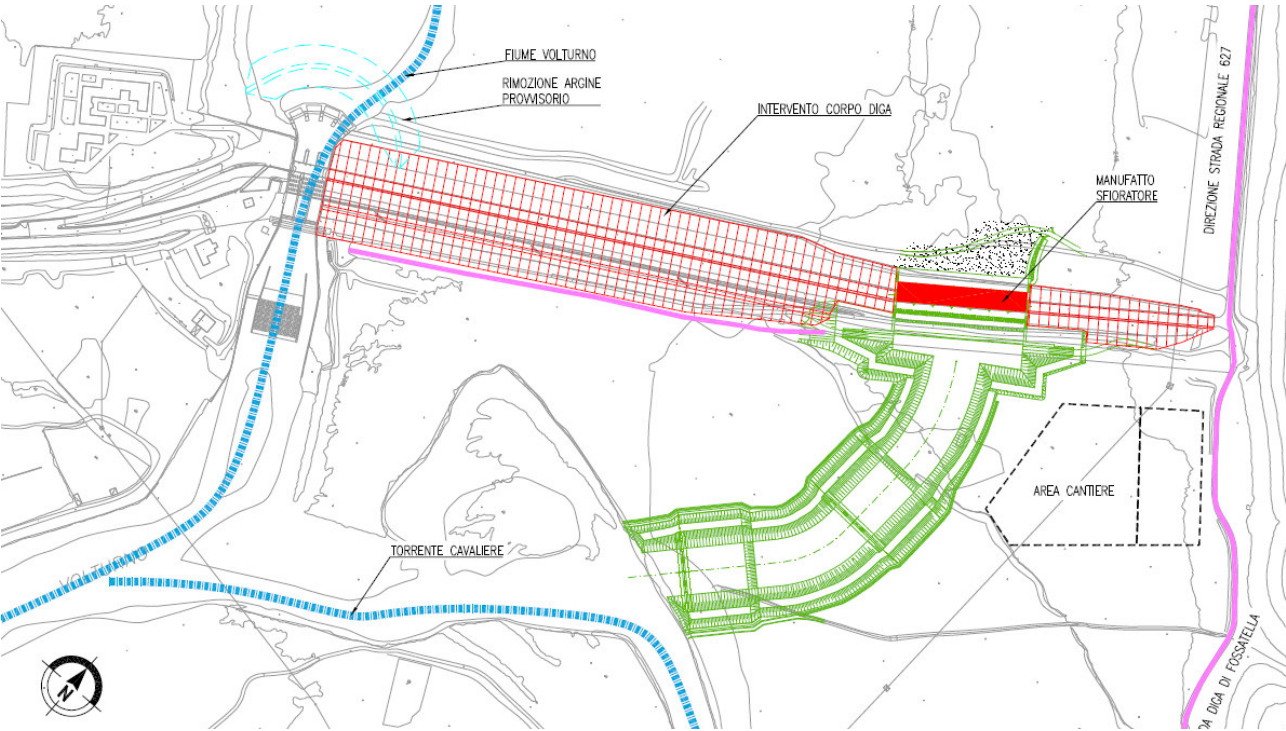 FIUME VOLTURNO
RIMOZIONE ARGINE
PROVVISORIO
INTERVENTO CORPO DIGA
MANUFATTO
SFIORATORE
DIREZIONE STRADA REGIONALE 627
AREA CANTIERE
TORRENTE CAVALIERE
VOLTURNO
DA DIGA DI FOSSATELLA
N